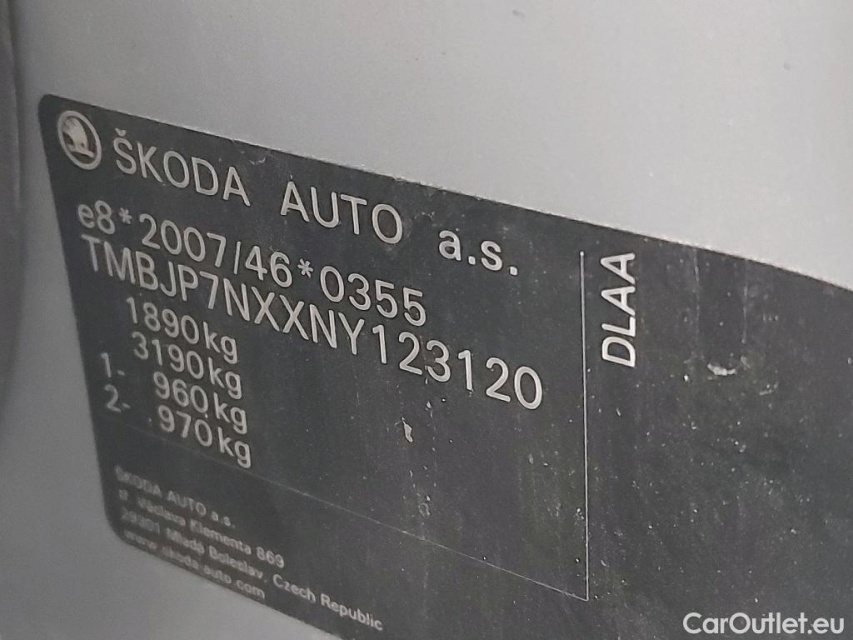 ŠKODA AUTO a.s.
e8*2007/46*0355
TMBJP7NXXNY123120
1890kg
3190kg
1- 960kg
2- 970kg
DLAA
ŠKODA AUTO a.s.
tř. Václava Klementa 869
29301 Mladá Boleslav, Czech Republic
www.skoda-auto.com
CarOutlet.eu